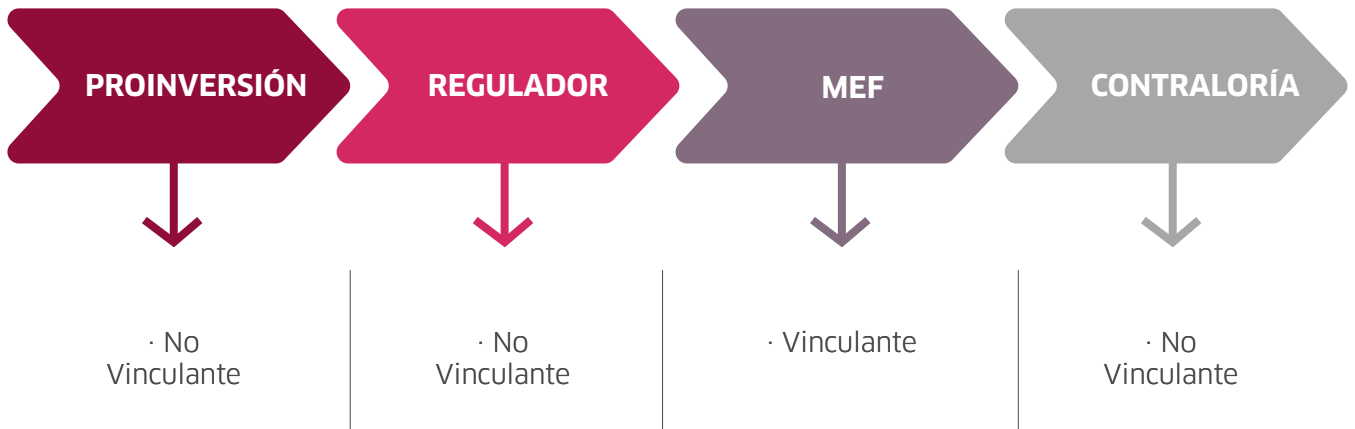 PROINVERSIÓN
REGULADOR
MEF
CONTRALORÍA
· No
Vinculante
· No
Vinculante
· Vinculante
· No
Vinculante